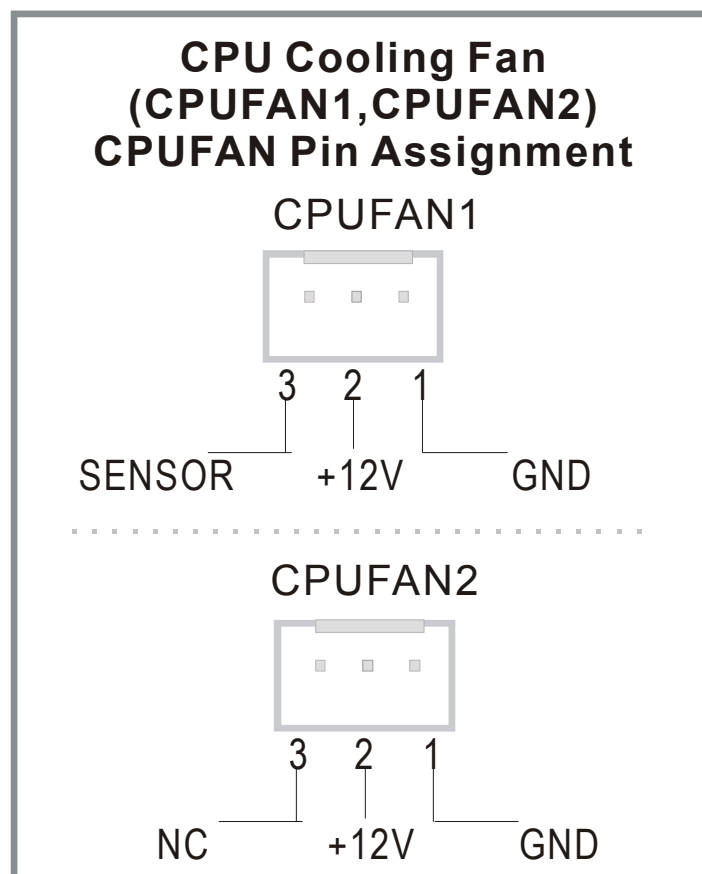 CPU Cooling Fan
(CPUFAN1,CPUFAN2)
CPUFAN Pin Assignment
CPUFAN1
3 2 1
SENSOR +12V GND
CPUFAN2
3 2 1
NC +12V GND